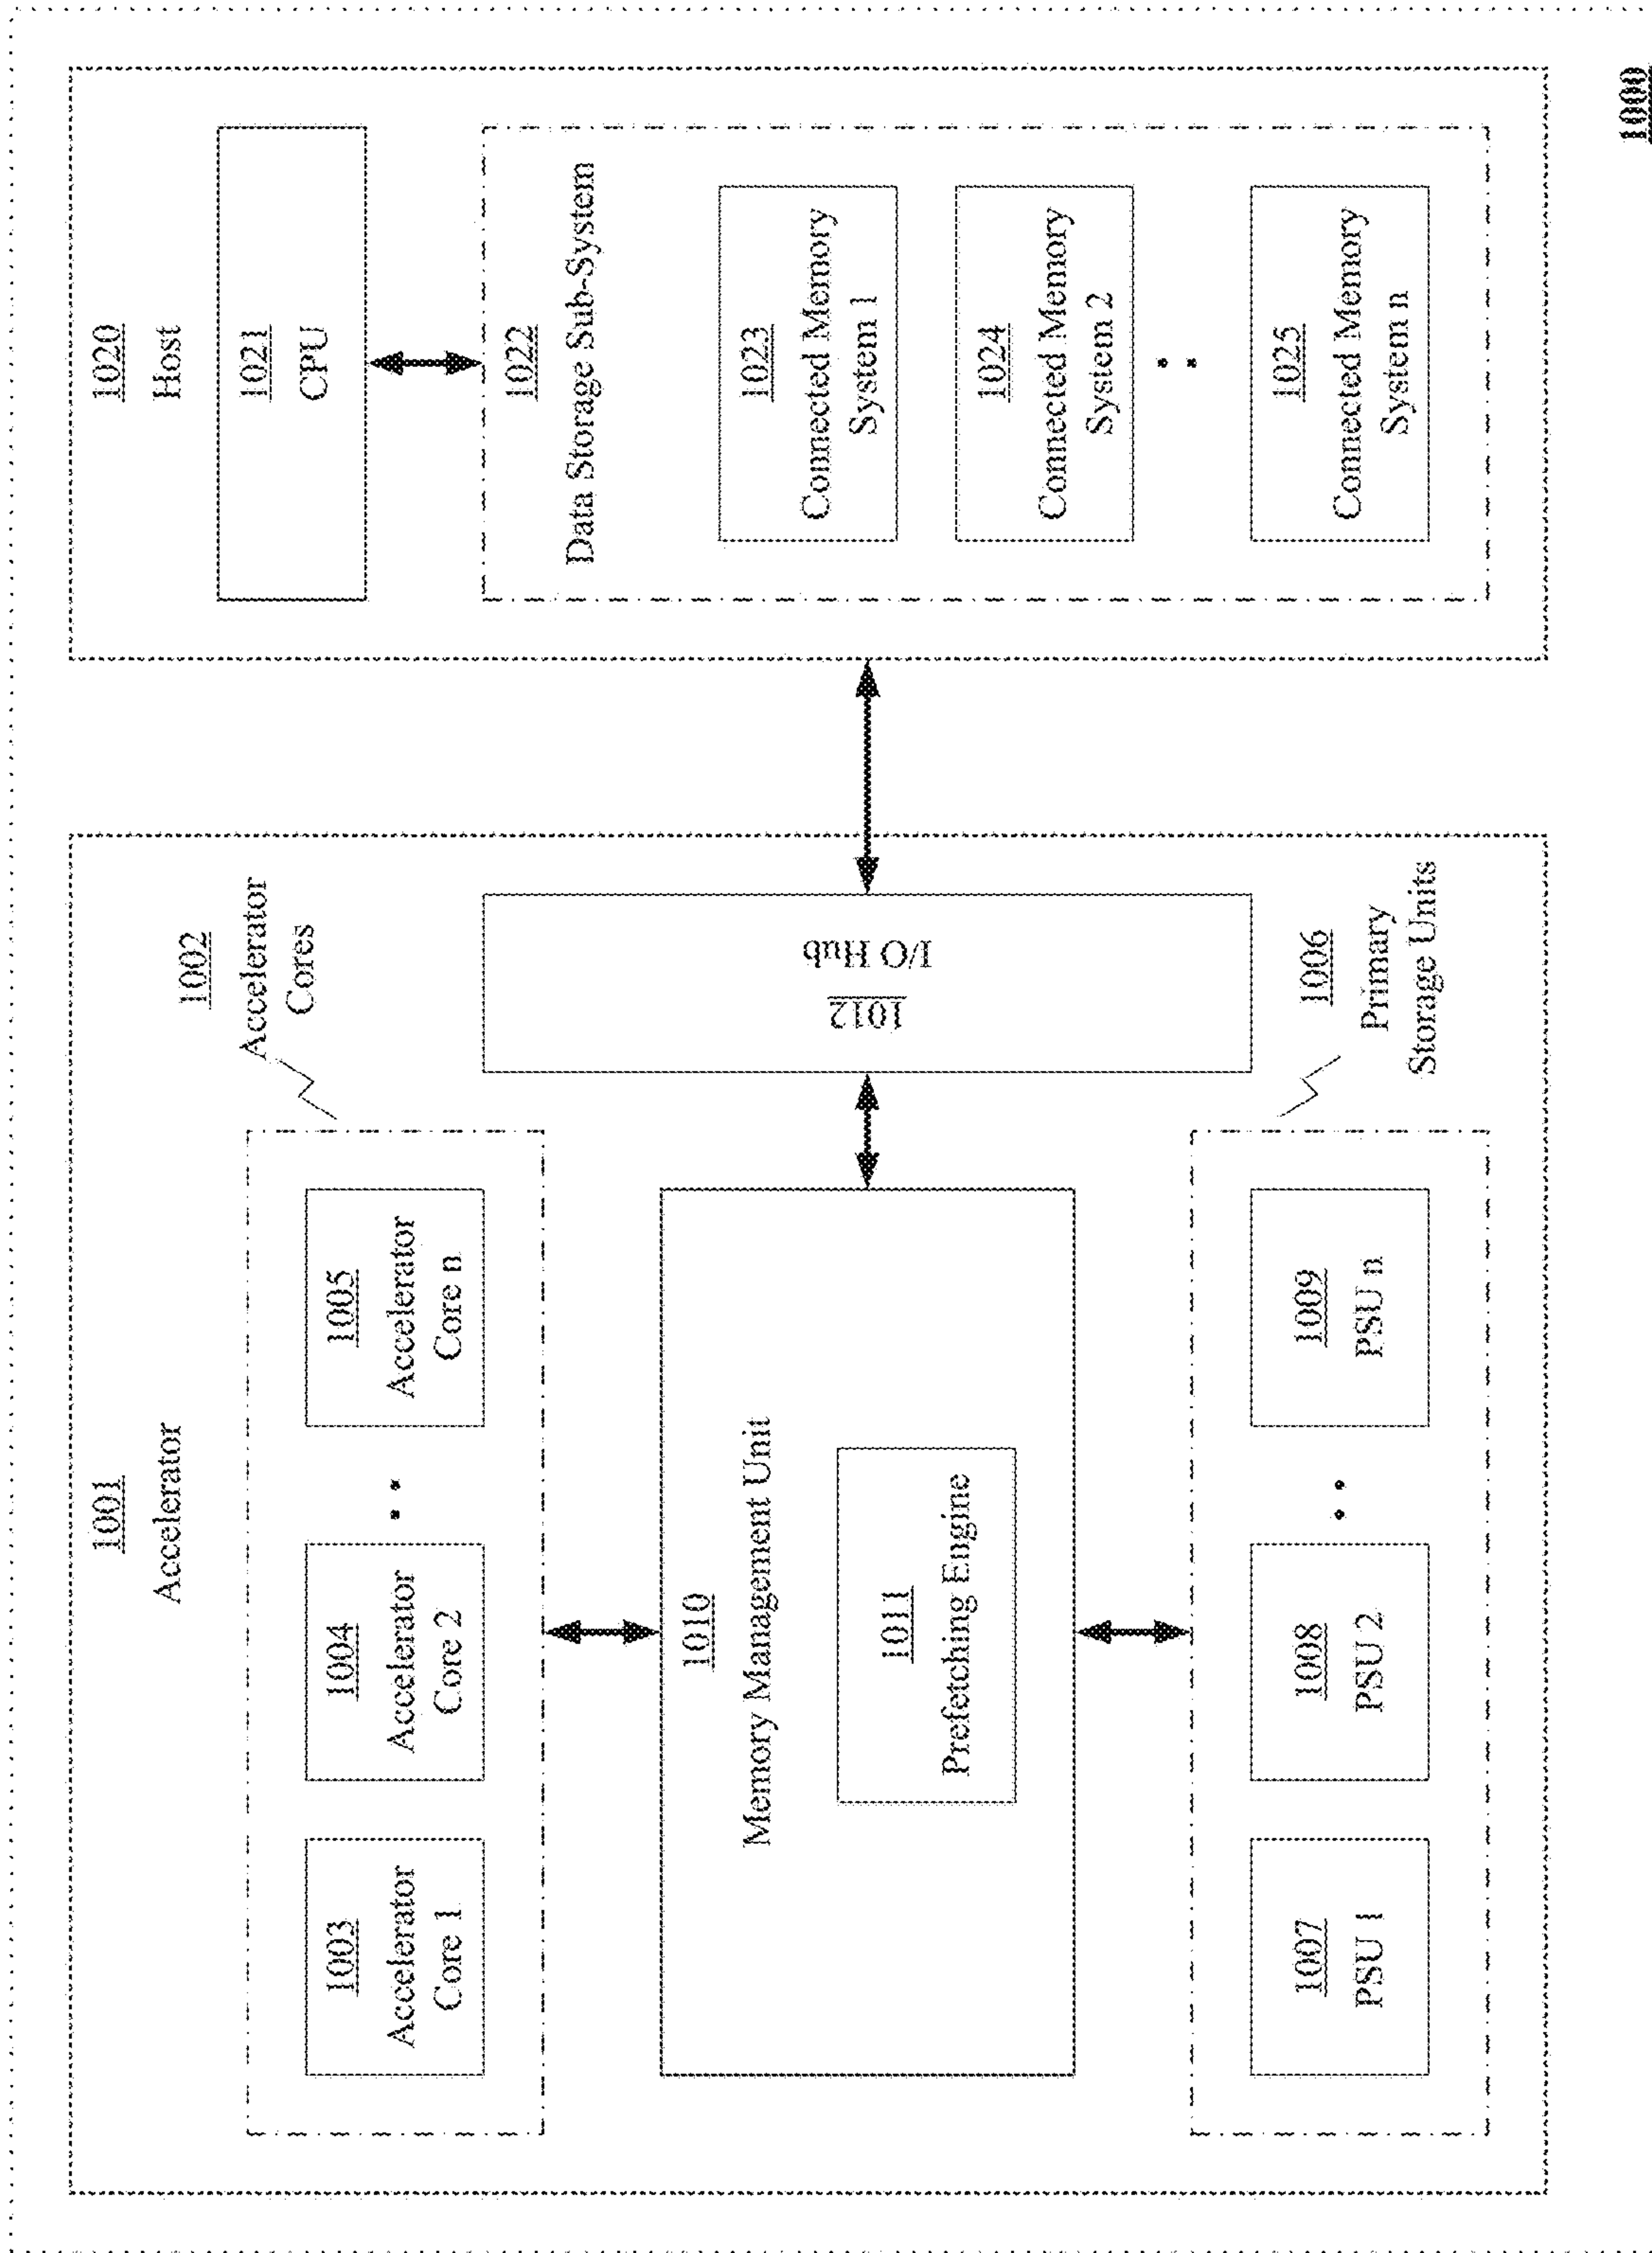 1001
Accelerator
1002
Accelerator
Cores
1003
Accelerator
Core 1
1004
Accelerator
Core 2
1005
Accelerator
Core n
1010
Memory Management Unit
1011
Prefetching Engine
1012
I/O Hub
1006
Primary
Storage Units
1007
PSU 1
1008
PSU 2
1009
PSU n
1020
Host
1021
CPU
1022
Data Storage Sub-System
1023
Connected Memory
System 1
1024
Connected Memory
System 2
1025
Connected Memory
System n
1000